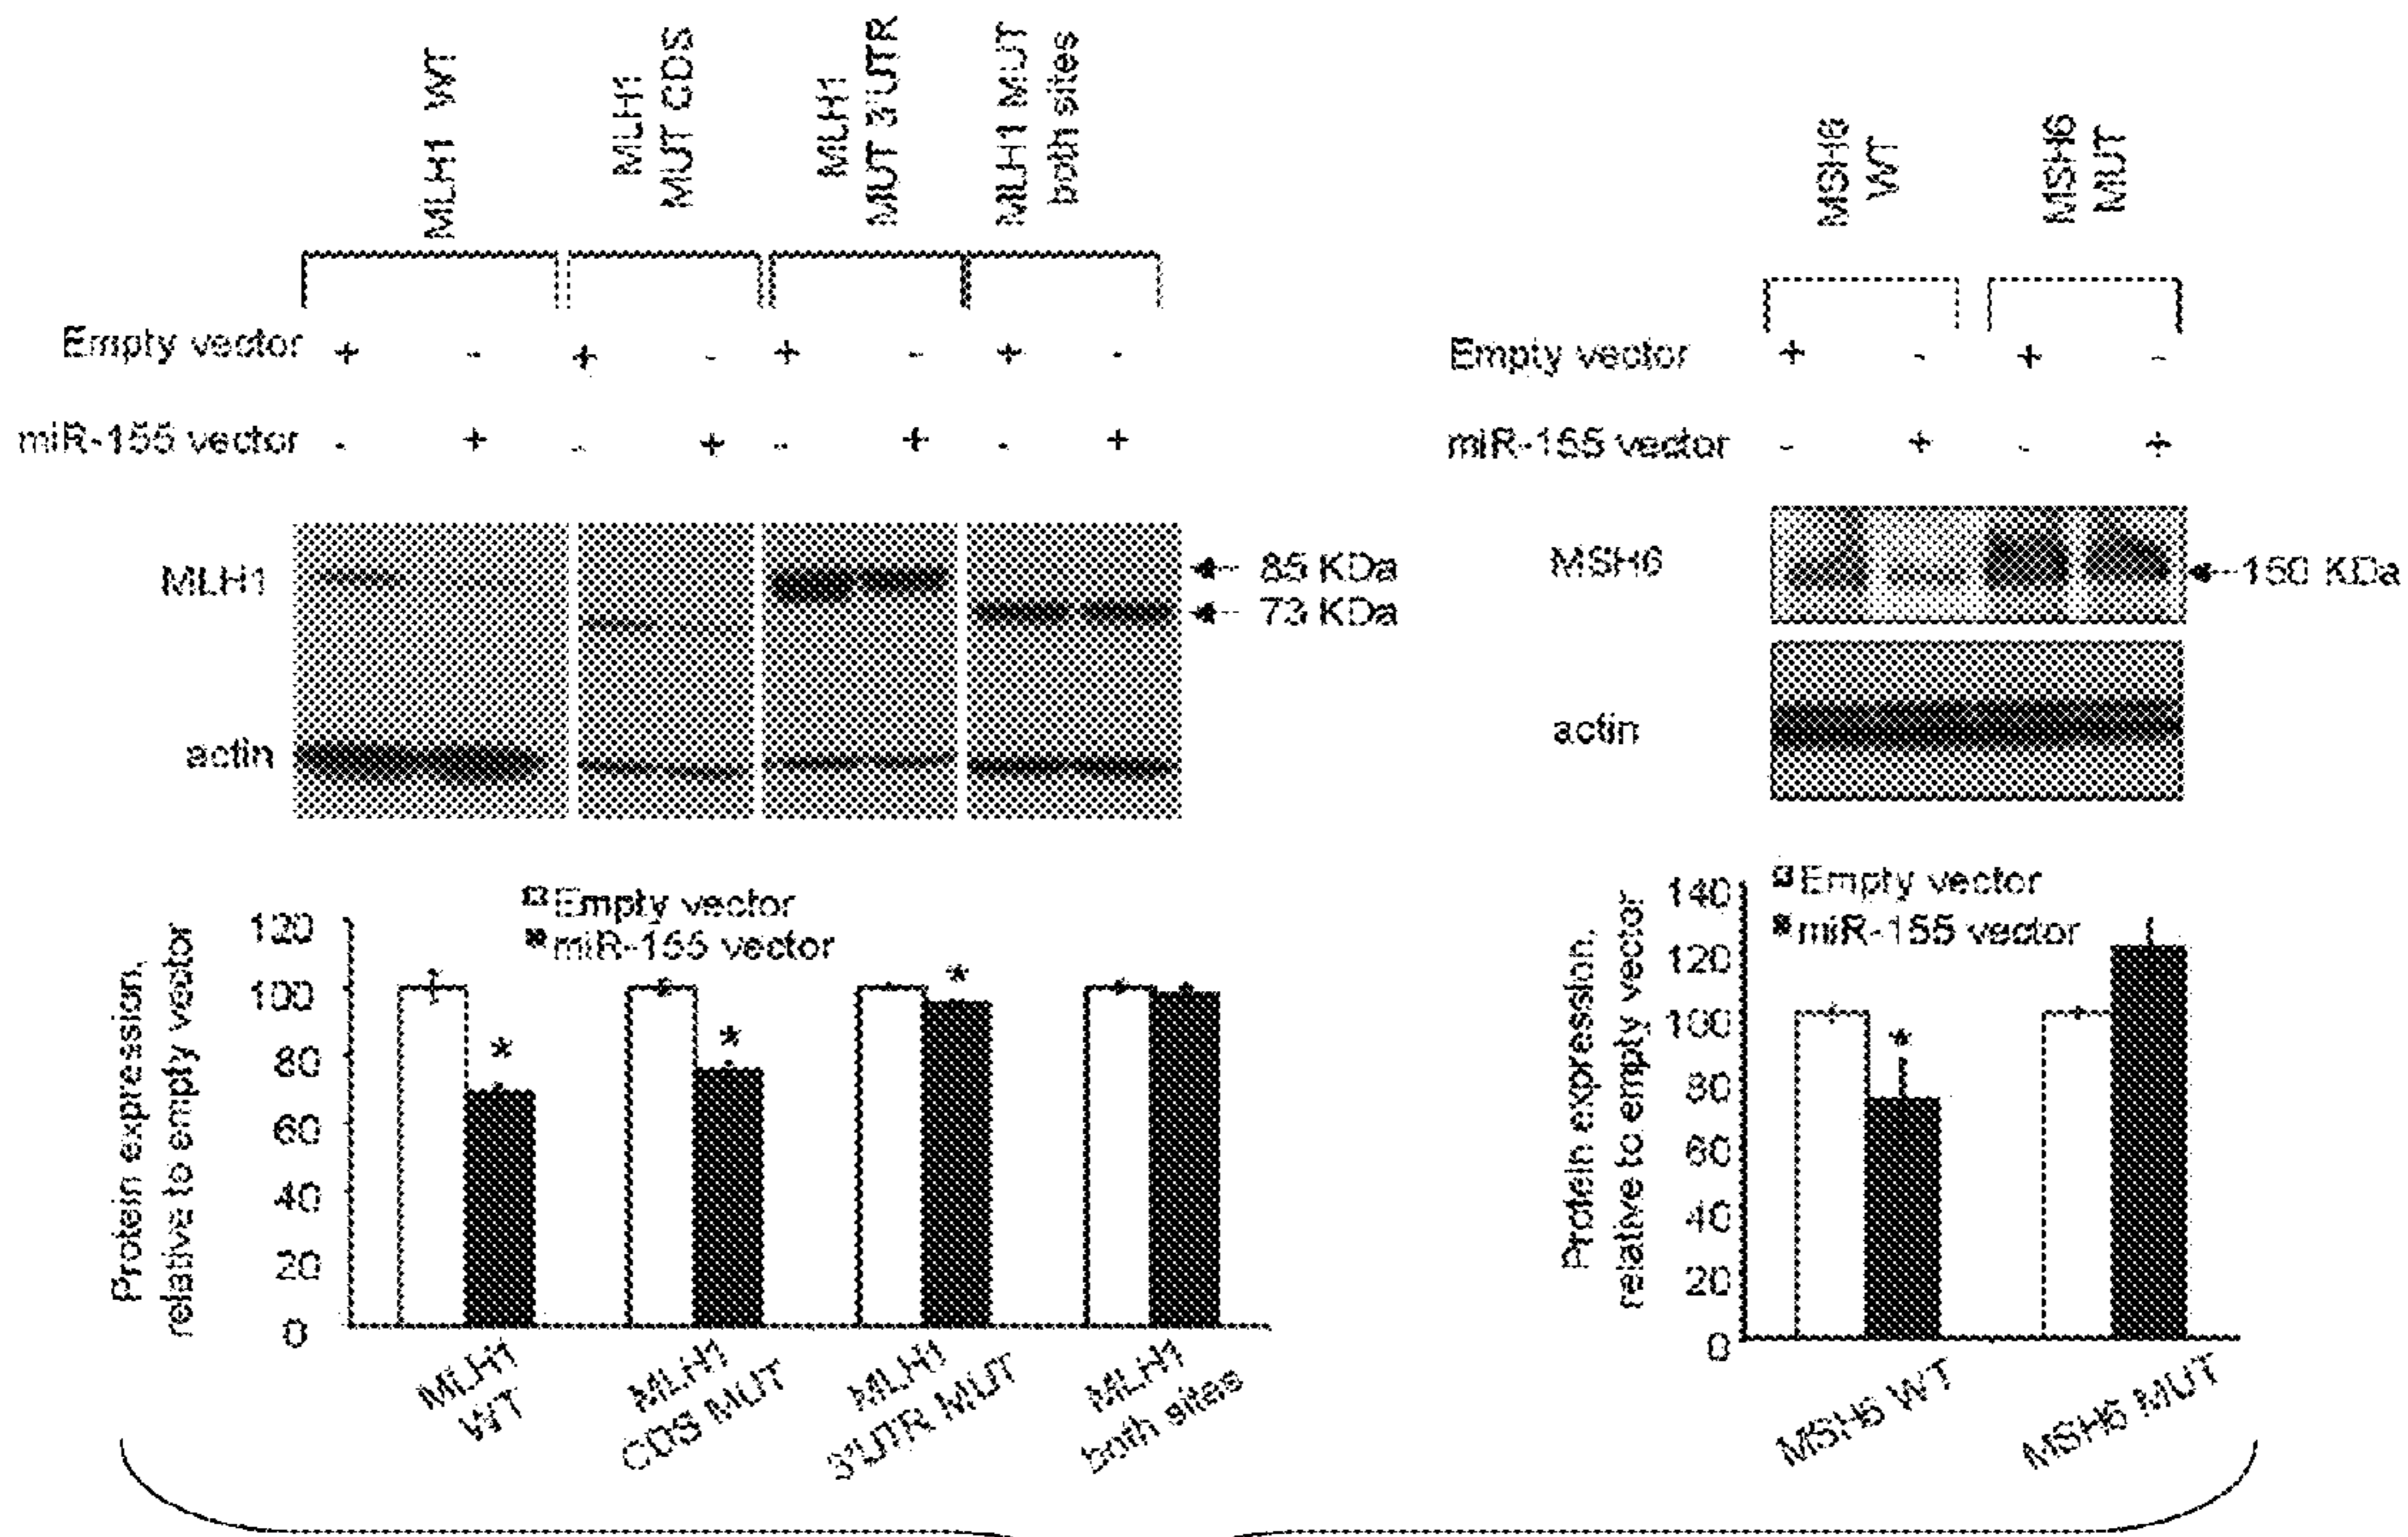 MLH1 WT
MLH1
MUT CDS
MLH1
MUT 3'UTR
MLH1 MUT
both sites
Empty vector + - + - + - + -
miR-155 vector - + - + - + - +
MLH1
85 KDa
73 KDa
actin
Empty vector
miR-155 vector
Protein expression,
relative to empty vector
120
100
80
60
40
20
0
*
*
*
MLH1
WT
MLH1
CDS MUT
MLH1
3'UTR MUT
MLH1
both sites
MSH6
WT
MSH6
MUT
Empty vector + - + -
miR-155 vector - + - +
MSH6
150 KDa
actin
Empty vector
miR-155 vector
Protein expression,
relative to empty vector
140
120
100
80
60
40
20
0
*
MSH6 WT
MSH6 MUT